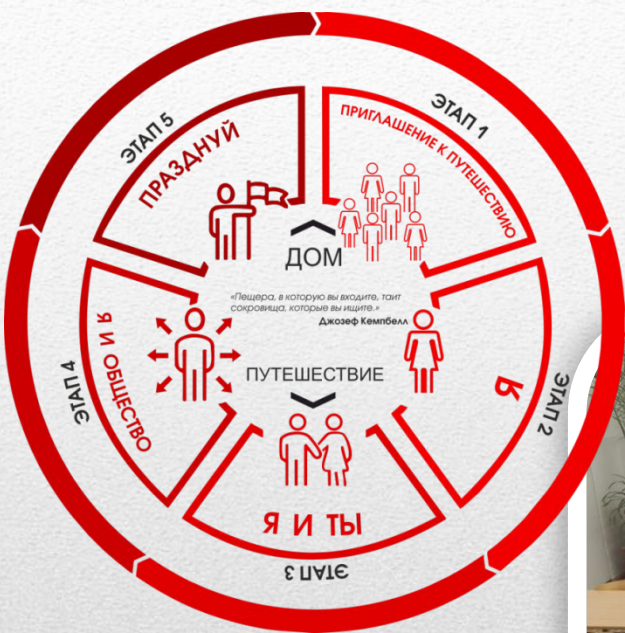 ЭТАП 1
ПРИГЛАШЕНИЕ К ПУТЕШЕСТВИЮ
ЭТАП 2
Я
ЭТАП 3
Я И ТЫ
ЭТАП 4
Я И ОБЩЕСТВО
ЭТАП 5
ПРАЗДНУЙ
ДОМ
«Пещера, в которую вы входите, таит
сокровища, которые вы ищите.»
Джозеф Кемпбелл
ПУТЕШЕСТВИЕ